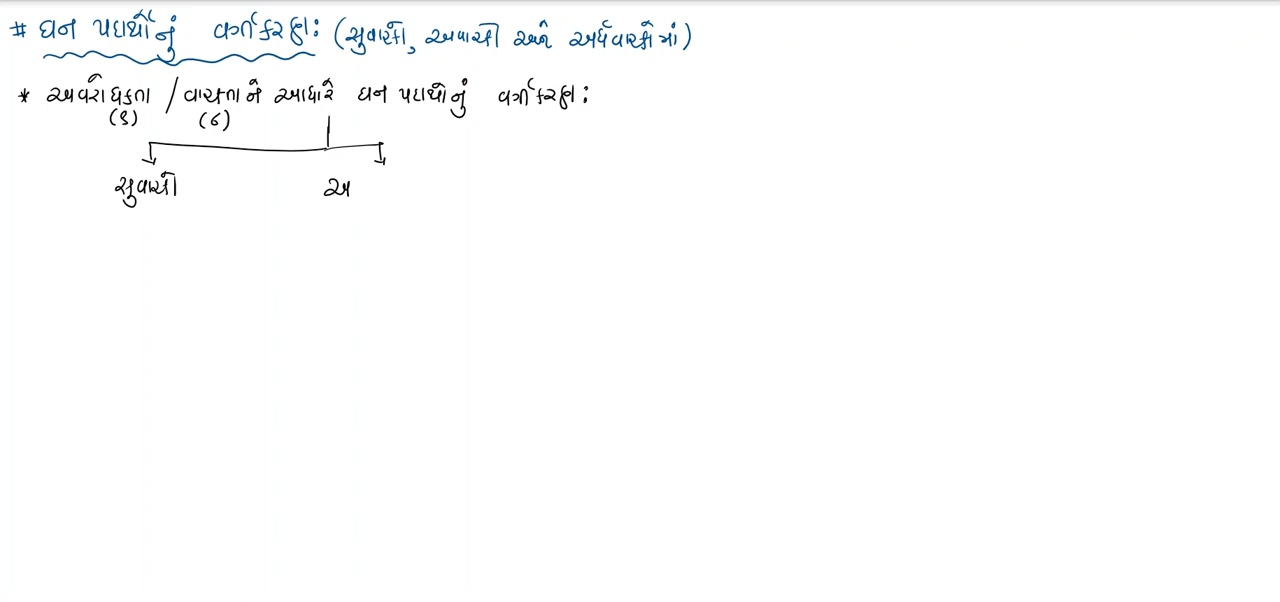 # ઘન પદાર્થોનું વર્ગીકરણ: (સુવાહકો, અવાહકો અને અર્ધવાહકોમાં)
* અવરોધકતા / વાહકતાને આધારે ઘન પદાર્થોનું વર્ગીકરણ:
(ρ) (σ)
સુવાહકો અ